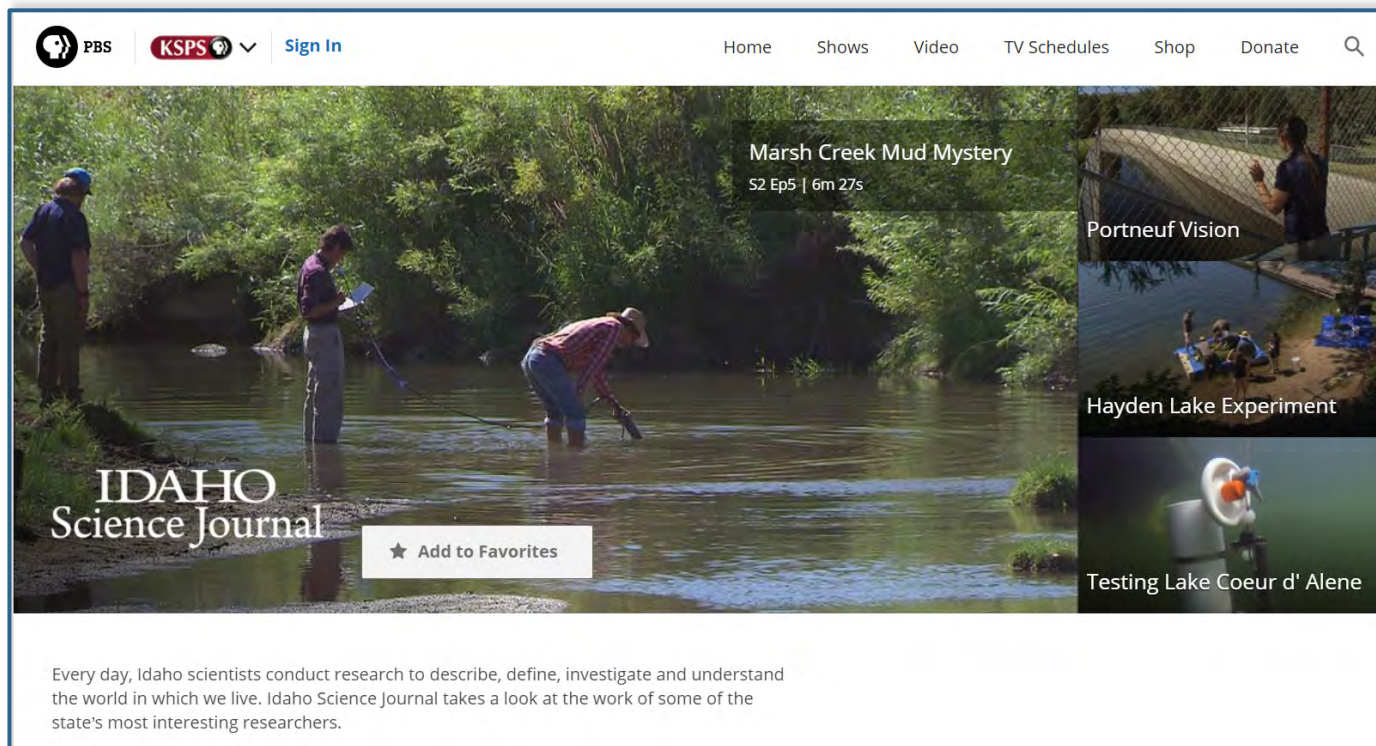 PBS
KSPS
Sign In
Home
Shows
Video
TV Schedules
Shop
Donate
Marsh Creek Mud Mystery
S2 Ep5 | 6m 27s
Portneuf Vision
Hayden Lake Experiment
Testing Lake Coeur d' Alene
IDAHO
Science Journal
Add to Favorites
Every day, Idaho scientists conduct research to describe, define, investigate and understand
the world in which we live. Idaho Science Journal takes a look at the work of some of the
state's most interesting researchers.